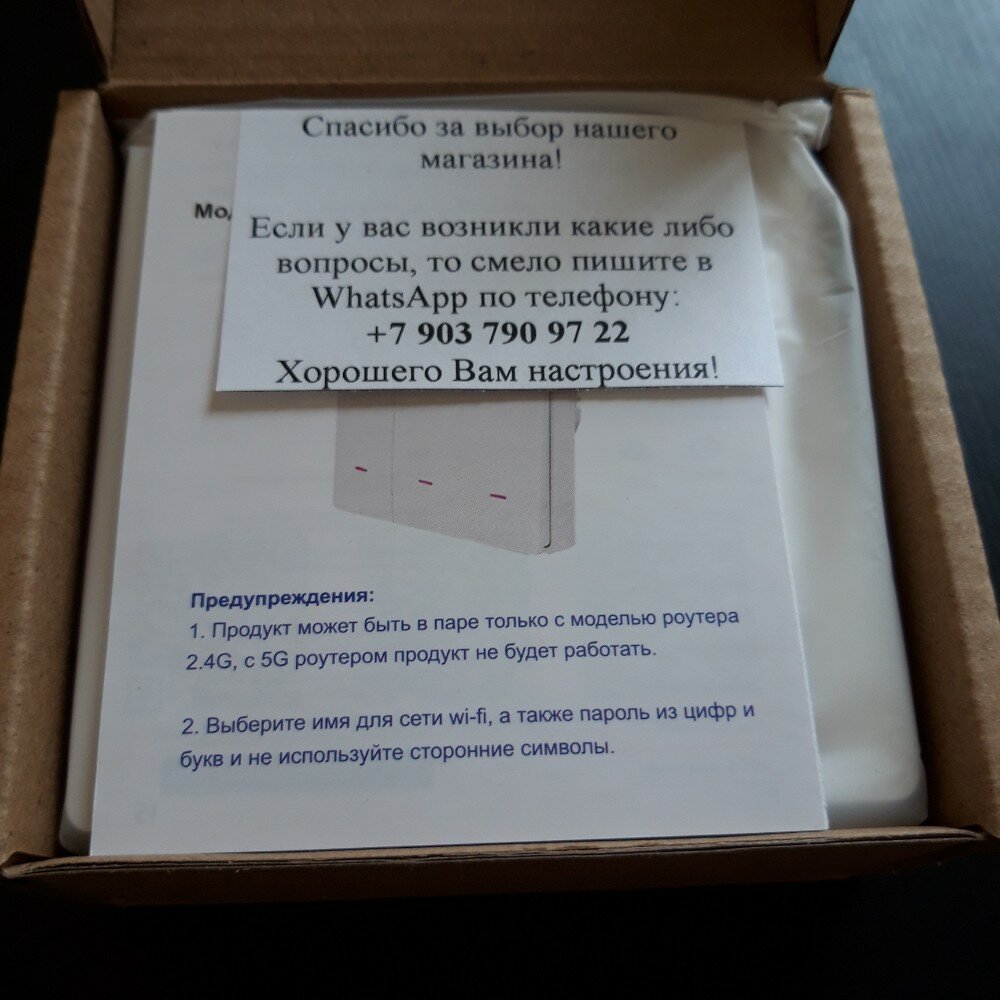 Спасибо за выбор нашего
магазина!
Если у вас возникли какие либо
вопросы, то смело пишите в
WhatsApp по телефону:
+7 903 790 97 22
Хорошего Вам настроения!
Предупреждения:
1. Продукт может быть в паре только с моделью роутера
2.4G, с 5G роутером продукт не будет работать.
2. Выберите имя для сети wi-fi, а также пароль из цифр и
букв и не используйте сторонние символы.